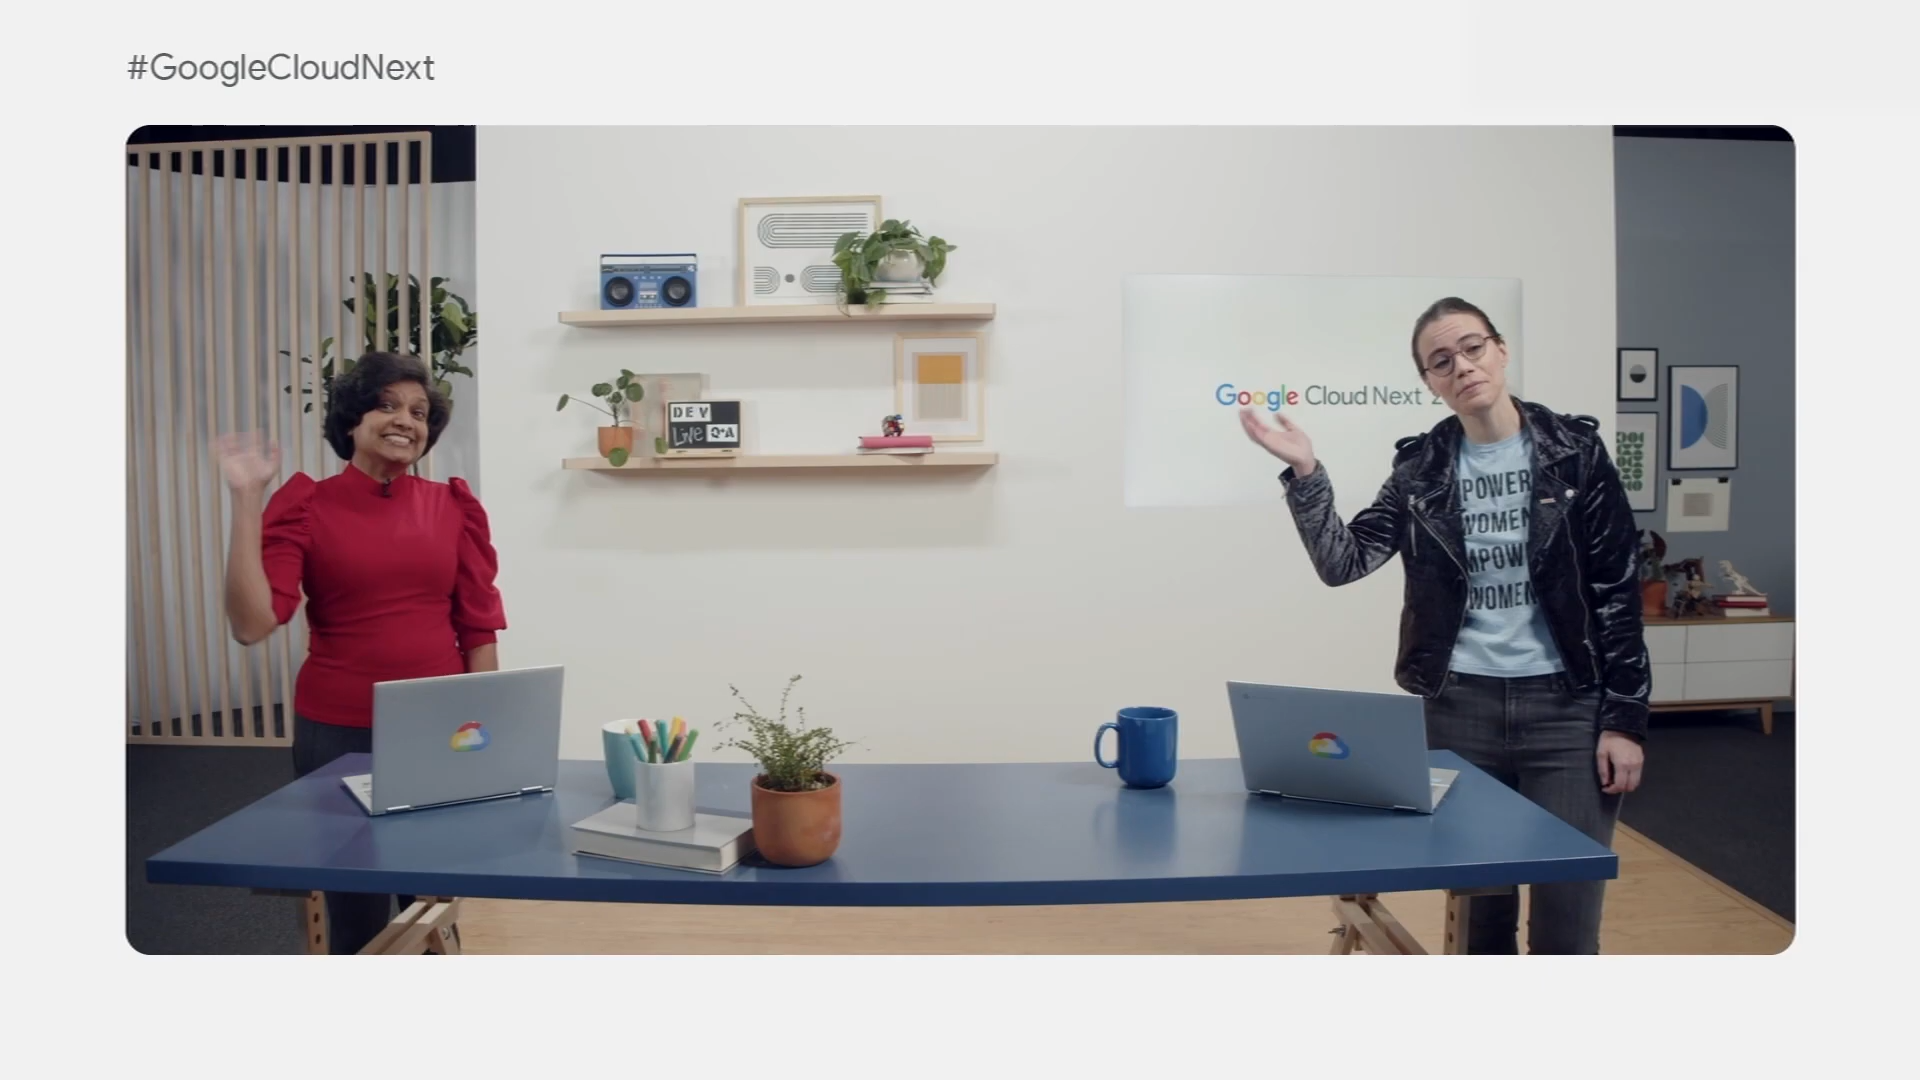 #GoogleCloudNext
DEV
Live Q+A
Google Cloud Next
POWER
WOMEN
MPOW
WOMEN